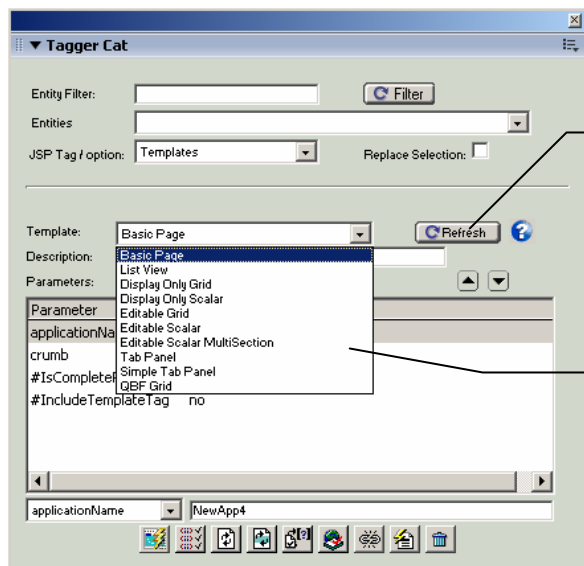 Tagger Cat
Entity Filter:
Filter
Entities
JSP Tag / option:
Templates
Replace Selection:
Template:
Basic Page
Refresh
Description:
Basic Page
List View
Display Only Grid
Display Only Scalar
Editable Grid
Editable Scalar
Editable Scalar MultiSection
Tab Panel
Simple Tab Panel
QBF Grid
Parameters:
Parameter
applicationNa
crumb
#IsComplete
#IncludeTemplateTag no
applicationName
NewApp4